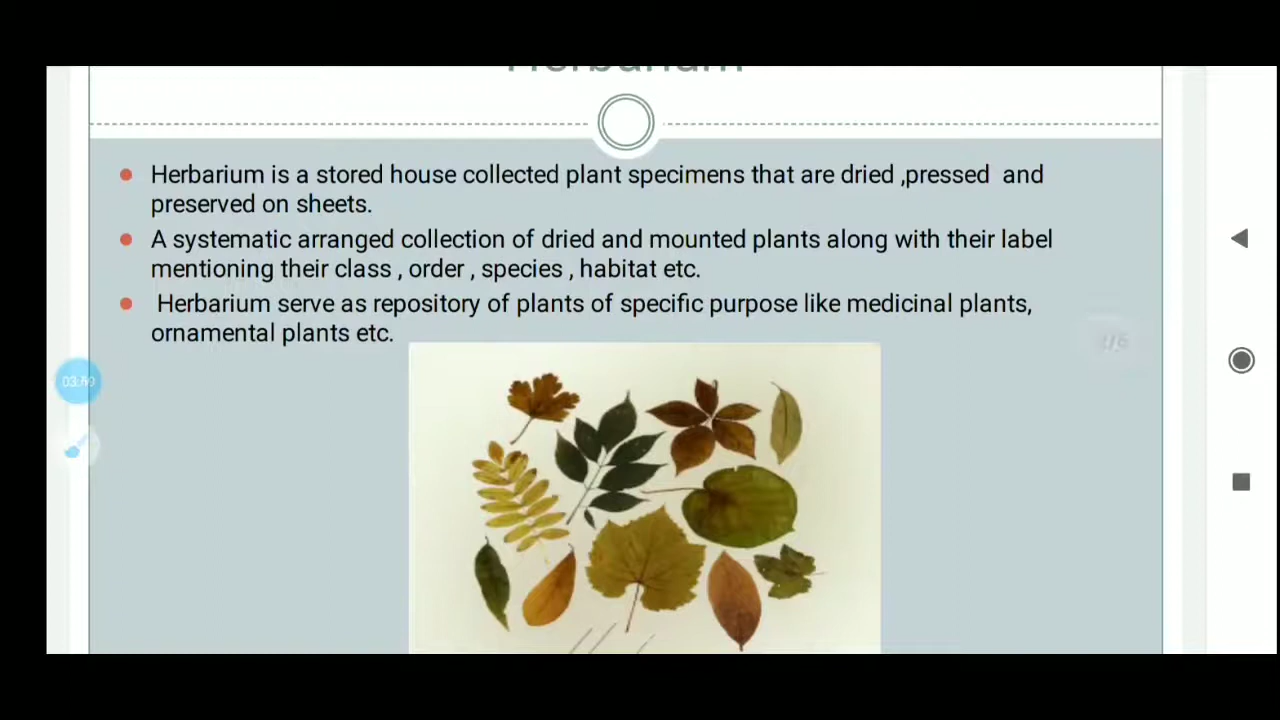 Herbarium
Herbarium is a stored house collected plant specimens that are dried ,pressed and
preserved on sheets.
A systematic arranged collection of dried and mounted plants along with their label
mentioning their class , order , species , habitat etc.
Herbarium serve as repository of plants of specific purpose like medicinal plants,
ornamental plants etc.